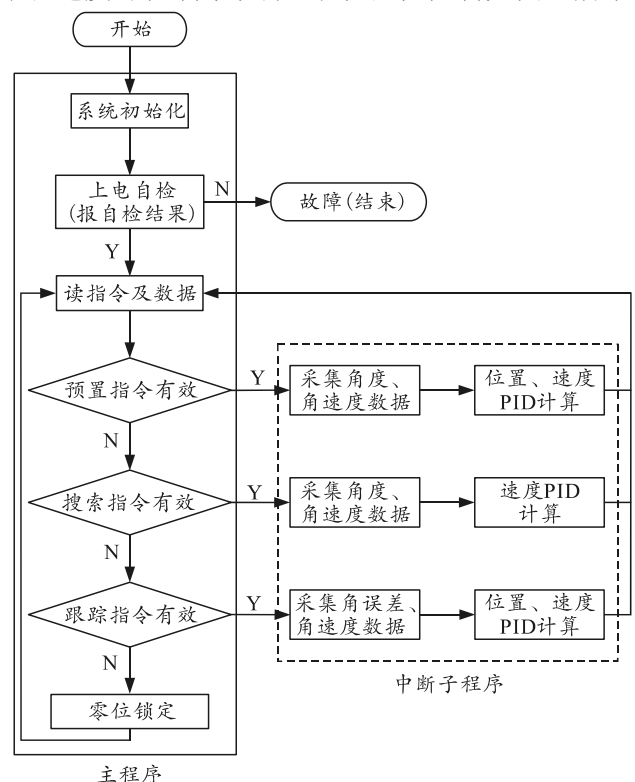 开始
系统初始化
上电自检
(报自检结果)
N
故障(结束)
Y
读指令及数据
预置指令有效
Y
采集角度、
角速度数据
位置、速度
PID计算
N
搜索指令有效
Y
采集角度、
角速度数据
速度PID
计算
N
跟踪指令有效
Y
采集角误差、
角速度数据
位置、速度
PID计算
N
零位锁定
中断子程序
主程序